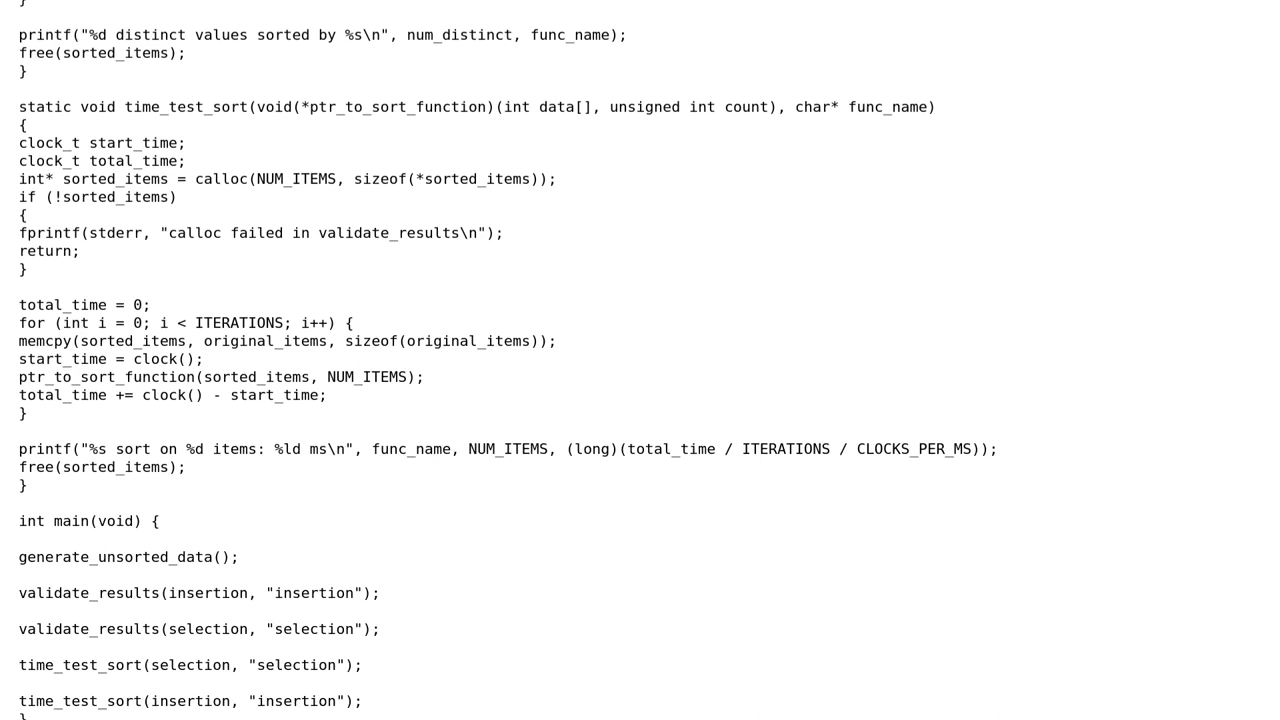 }
printf("%d distinct values sorted by %s\n", num_distinct, func_name);
free(sorted_items);
}
static void time_test_sort(void(*ptr_to_sort_function)(int data[], unsigned int count), char* func_name)
{
clock_t start_time;
clock_t total_time;
int* sorted_items = calloc(NUM_ITEMS, sizeof(*sorted_items));
if (!sorted_items)
{
fprintf(stderr, "calloc failed in validate_results\n");
return;
}
total_time = 0;
for (int i = 0; i < ITERATIONS; i++) {
memcpy(sorted_items, original_items, sizeof(original_items));
start_time = clock();
ptr_to_sort_function(sorted_items, NUM_ITEMS);
total_time += clock() - start_time;
}
printf("%s sort on %d items: %ld ms\n", func_name, NUM_ITEMS, (long)(total_time / ITERATIONS / CLOCKS_PER_MS));
free(sorted_items);
}
int main(void) {
generate_unsorted_data();
validate_results(insertion, "insertion");
validate_results(selection, "selection");
time_test_sort(selection, "selection");
time_test_sort(insertion, "insertion");
}